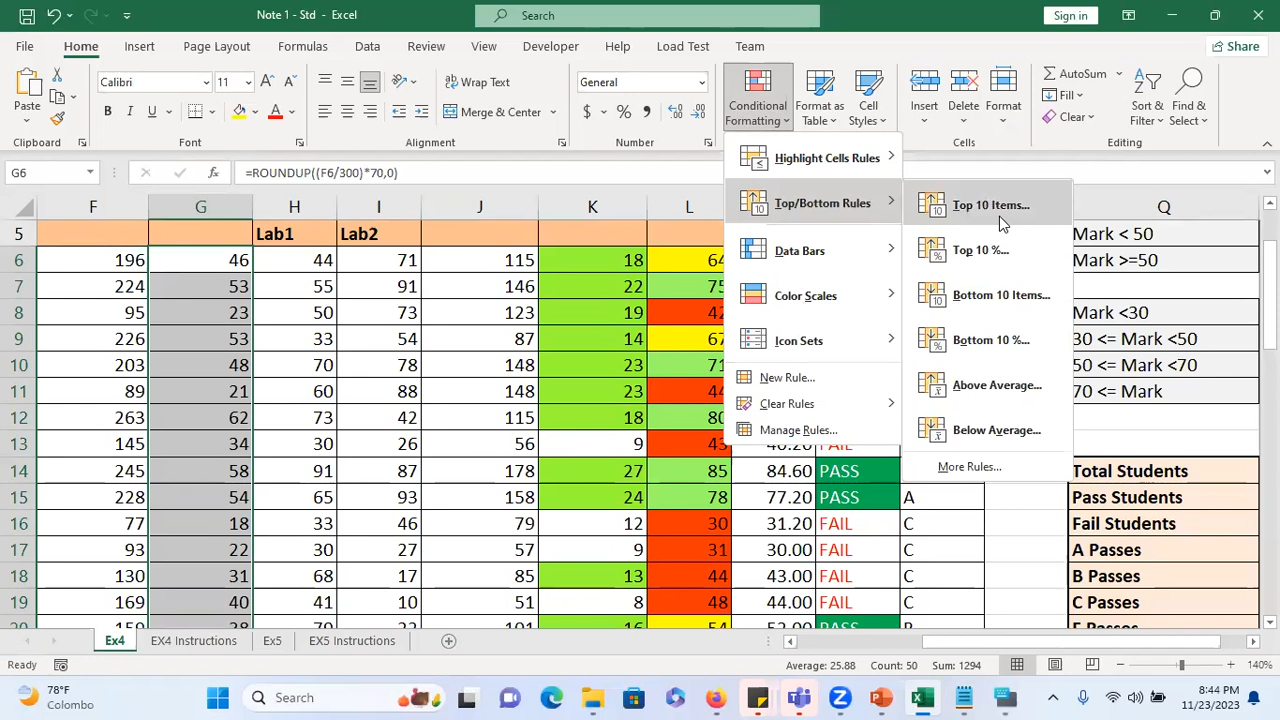 Note 1 - Std - Excel
Search
Sign in
File Home Insert Page Layout Formulas Data Review View Developer Help Load Test Team
Share
Paste
Calibri 11
B I U
Wrap Text
Merge & Center
General
$ % ,
Conditional Formatting
Format as Table
Cell Styles
Insert
Delete
Format
AutoSum
Fill
Clear
Sort & Filter
Find & Select
Clipboard Font Alignment Number Cells Editing
G6 fx =ROUNDUP((F6/300)*70,0)
Highlight Cells Rules
Top/Bottom Rules
Data Bars
Color Scales
Icon Sets
New Rule...
Clear Rules
Manage Rules...
Top 10 Items...
Top 10 %...
Bottom 10 Items...
Bottom 10 %...
Above Average...
Below Average...
More Rules...
F G H I J K L Q
5 Lab1 Lab2 Mark < 50
6 196 46 44 71 115 18 64 Mark >=50
7 224 53 55 91 146 22 75
8 95 23 50 73 123 19 42 Mark <30
9 226 53 33 54 87 14 67 30 <= Mark <50
10 203 48 70 78 148 23 71 50 <= Mark <70
11 89 21 60 88 148 23 44 70 <= Mark
12 263 62 73 42 115 18 80
13 145 34 30 26 56 9 43
14 245 58 91 87 178 27 85 84.60 PASS Total Students
15 228 54 65 93 158 24 78 77.20 PASS A Pass Students
16 77 18 33 46 79 12 30 31.20 FAIL C Fail Students
17 93 22 30 27 57 9 31 30.00 FAIL C A Passes
18 130 31 68 17 85 13 44 43.00 FAIL C B Passes
19 169 40 41 10 51 8 48 44.00 FAIL C C Passes
Ex4 EX4 Instructions Ex5 EX5 Instructions
Ready Average: 25.88 Count: 50 Sum: 1294 140%
78°F
Colombo
Search
8:44 PM
11/23/2023